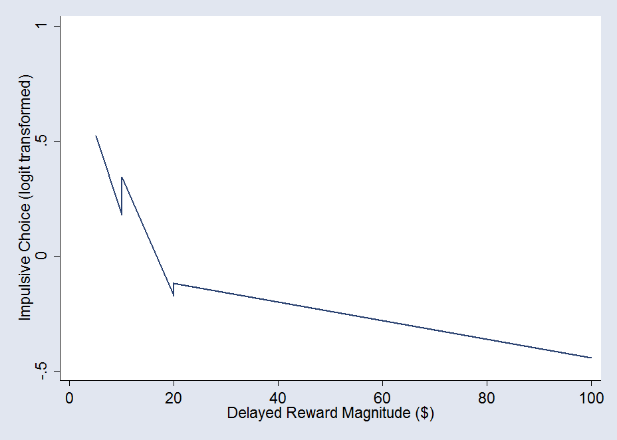 1
.5
0
-.5
Impulsive Choice (logit transformed)
0 20 40 60 80 100
Delayed Reward Magnitude ($)